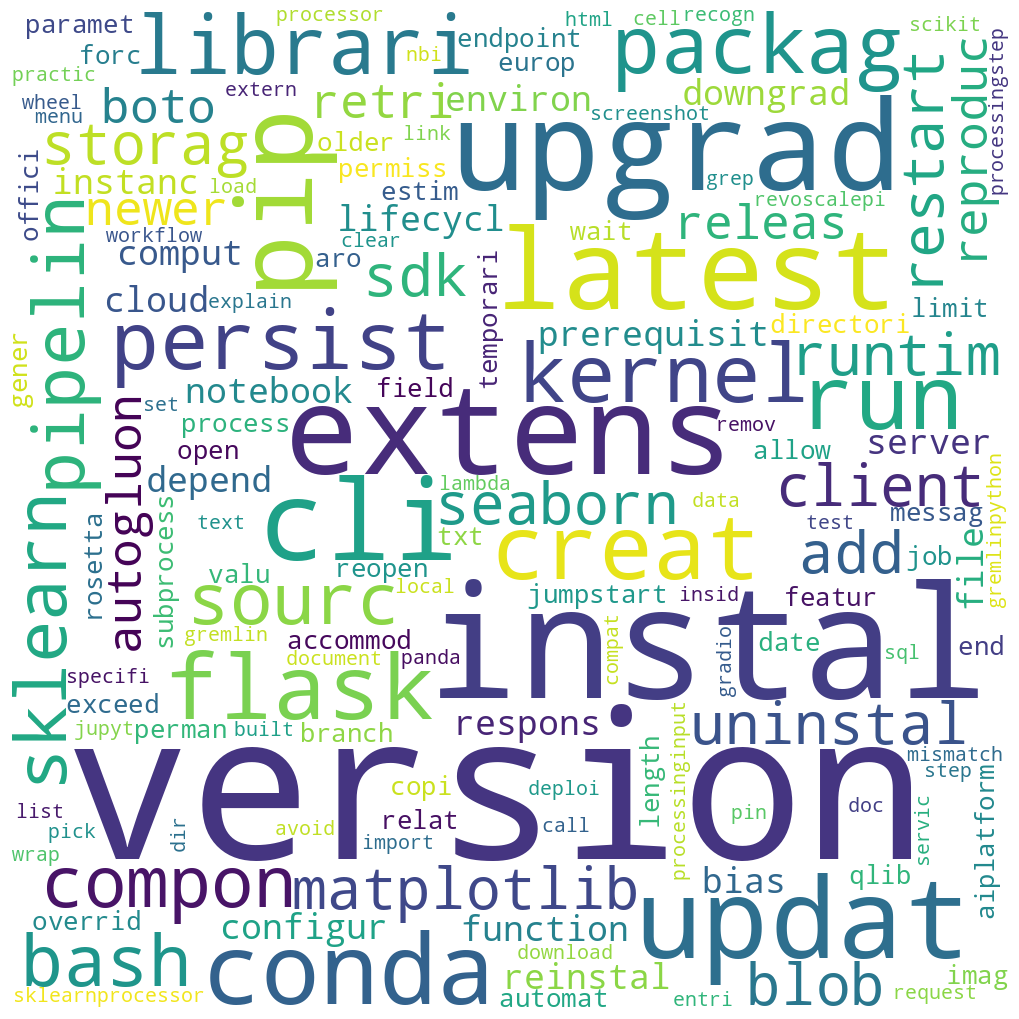 processor
html
cell
recogn
paramet
librari
packag
scikit
forc
nbi
endpoint
europ
practic
extern
wheel
menu
boto
retri
environ
downgrad
restart
reproduc
processingstep
storag
pip
older
link
screenshot
upgrad
permiss
grep
offici
instanc
load
newer
estim
lifecycl
revoscalepi
releas
workflow
clear
wait
comput
aro
sdk
latest
temporari
cloud
explain
limit
persist
prerequisit
directori
kernel
runtim
gener
pipelin
notebook
field
set
process
extens
remov
run
open
allow
server
autogluon
depend
lambda
client
cli
seaborn
data
messag
gremlinpython
text
txt
creat
test
add
rosetta
subprocess
reopen
job
file
valu
local
sklearn
sourc
jumpstart
insid
featur
gremlin
accommod
instal
compat
gradio
date
sql
end
document
panda
specifi
flask
exceed
respons
uninstal
jupyt
perman
built
branch
version
length
processinginput
mismatch
step
copi
deploi
aiplatform
list
relat
pin
doc
pick
dir
avoid
import
call
servic
wrap
compon
matplotlib
bias
qlib
overrid
configur
function
updat
bash
conda
download
reinstal
blob
imag
sklearnprocessor
automat
entri
request